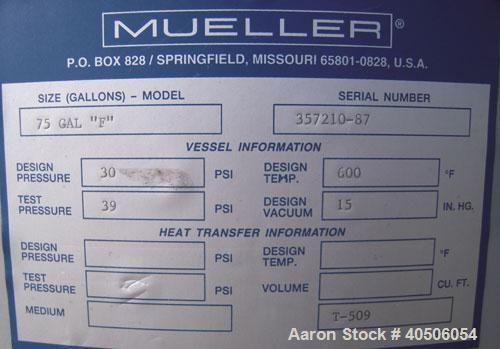 MUELLER®
P.O. BOX 828 / SPRINGFIELD, MISSOURI 65801-0828, U.S.A.
SIZE (GALLONS) - MODEL SERIAL NUMBER
75 GAL "F" 357210-87
VESSEL INFORMATION
DESIGN PRESSURE 30 PSI DESIGN TEMP. 600 °F
TEST PRESSURE 39 PSI DESIGN VACUUM 15 IN. HG.
HEAT TRANSFER INFORMATION
DESIGN PRESSURE PSI DESIGN TEMP. °F
TEST PRESSURE PSI VOLUME CU. FT.
MEDIUM T-509
Aaron Stock # 40506054